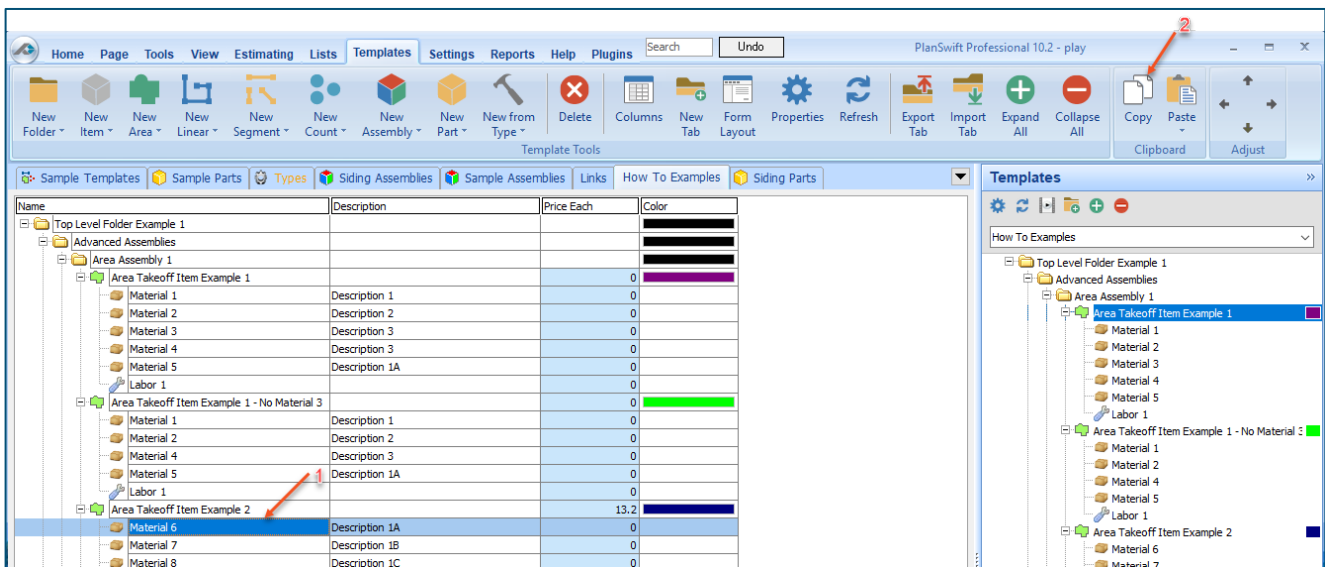 2
Home Page Tools View Estimating Lists Templates Settings Reports Help Plugins Search Undo PlanSwift Professional 10.2 - play
New Folder New Item New Area New Linear New Segment New Count New Assembly New Part New from Type Delete Columns New Tab Form Layout Properties Refresh Export Tab Import Tab Expand All Collapse All Copy Paste
Template Tools Clipboard Adjust
Sample Templates Sample Parts Types Siding Assemblies Sample Assemblies Links How To Examples Siding Parts
Name Description Price Each Color
Top Level Folder Example 1
Advanced Assemblies
Area Assembly 1
Area Takeoff Item Example 1 0
Material 1 Description 1 0
Material 2 Description 2 0
Material 3 Description 3 0
Material 4 Description 3 0
Material 5 Description 1A 0
Labor 1 0
Area Takeoff Item Example 1 - No Material 3 0
Material 1 Description 1 0
Material 2 Description 2 0
Material 4 Description 3 0
Material 5 Description 1A 0
1
Labor 1 0
Area Takeoff Item Example 2 13.2
Material 6 Description 1A 0
Material 7 Description 1B 0
Material 8 Description 1C 0
Templates
How To Examples
Top Level Folder Example 1
Advanced Assemblies
Area Assembly 1
Area Takeoff Item Example 1
Material 1
Material 2
Material 3
Material 4
Material 5
Labor 1
Area Takeoff Item Example 1 - No Material 3
Material 1
Material 2
Material 4
Material 5
Labor 1
Area Takeoff Item Example 2
Material 6
Material 7